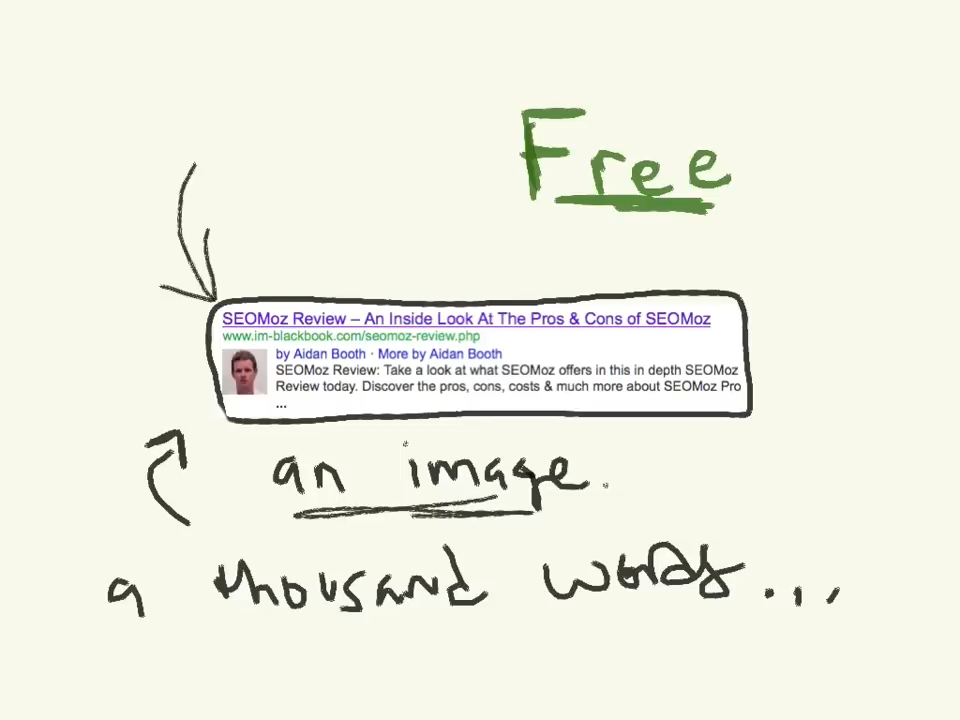 Free
SEOMoz Review – An Inside Look At The Pros & Cons of SEOMoz
www.im-blackbook.com/seomoz-review.php
by Aidan Booth · More by Aidan Booth
SEOMoz Review: Take a look at what SEOMoz offers in this in depth SEOMoz
Review today. Discover the pros, cons, costs & much more about SEOMoz Pro
...
an image.
a thousand words...